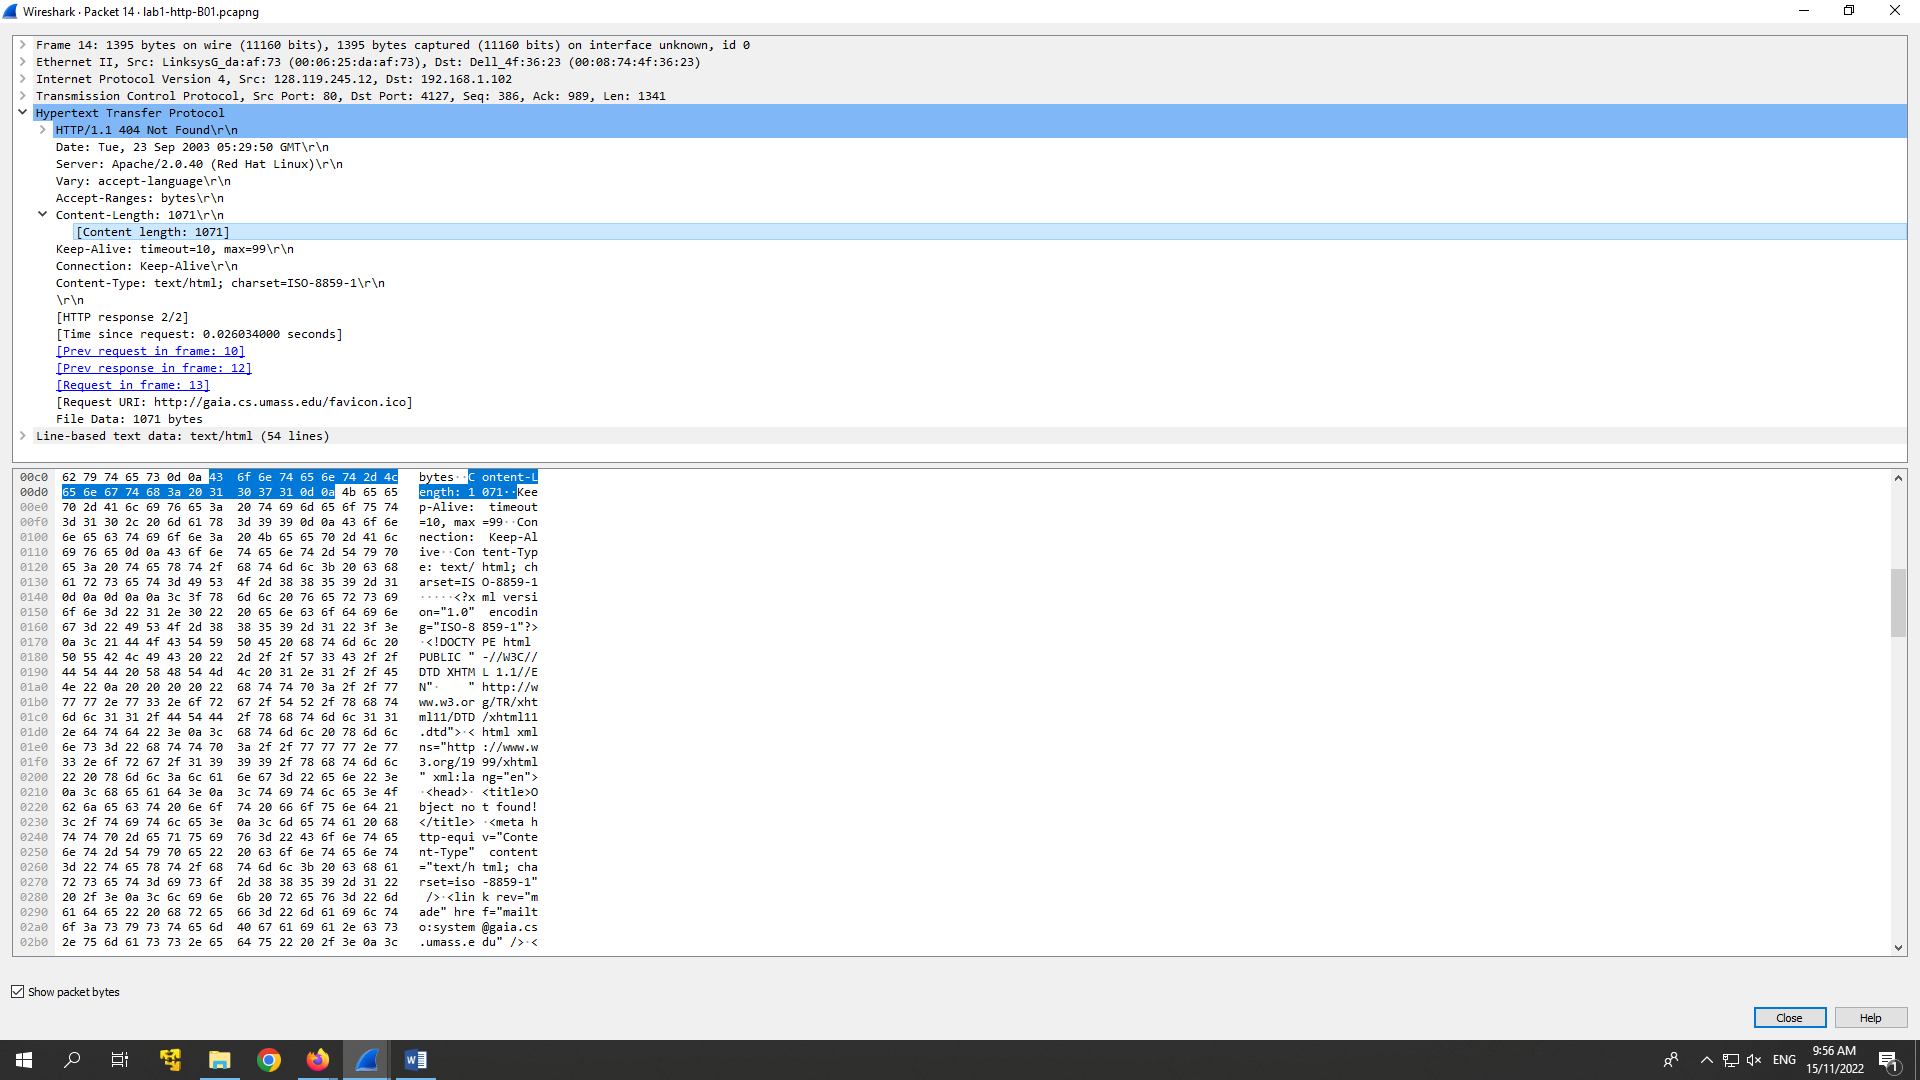 Wireshark · Packet 14 · lab1-http-B01.pcapng
Frame 14: 1395 bytes on wire (11160 bits), 1395 bytes captured (11160 bits) on interface unknown, id 0
Ethernet II, Src: LinksysG_da:af:73 (00:06:25:da:af:73), Dst: Dell_4f:36:23 (00:08:74:4f:36:23)
Internet Protocol Version 4, Src: 128.119.245.12, Dst: 192.168.1.102
Transmission Control Protocol, Src Port: 80, Dst Port: 4127, Seq: 386, Ack: 989, Len: 1341
Hypertext Transfer Protocol
HTTP/1.1 404 Not Found\r\n
Date: Tue, 23 Sep 2003 05:29:50 GMT\r\n
Server: Apache/2.0.40 (Red Hat Linux)\r\n
Vary: accept-language\r\n
Accept-Ranges: bytes\r\n
Content-Length: 1071\r\n
[Content length: 1071]
Keep-Alive: timeout=10, max=99\r\n
Connection: Keep-Alive\r\n
Content-Type: text/html; charset=ISO-8859-1\r\n
\r\n
[HTTP response 2/2]
[Time since request: 0.026034000 seconds]
[Prev request in frame: 10]
[Prev response in frame: 12]
[Request in frame: 13]
[Request URI: http://gaia.cs.umass.edu/favicon.ico]
File Data: 1071 bytes
Line-based text data: text/html (54 lines)
00c0 62 79 74 65 73 0d 0a 43 6f 6e 74 65 6e 74 2d 4c bytes··C ontent-L
00d0 65 6e 67 74 68 3a 20 31 30 37 31 0d 0a 4b 65 65 ength: 1 071··Kee
00e0 70 2d 41 6c 69 76 65 3a 20 74 69 6d 65 6f 75 74 p-Alive: timeout
00f0 3d 31 30 2c 20 6d 61 78 3d 39 39 0d 0a 43 6f 6e =10, max =99··Con
0100 6e 65 63 74 69 6f 6e 3a 20 4b 65 65 70 2d 41 6c nection: Keep-Al
0110 69 76 65 0d 0a 43 6f 6e 74 65 6e 74 2d 54 79 70 ive··Con tent-Typ
0120 65 3a 20 74 65 78 74 2f 68 74 6d 6c 3b 20 63 68 e: text/ html; ch
0130 61 72 73 65 74 3d 49 53 4f 2d 38 38 35 39 2d 31 arset=IS O-8859-1
0140 0d 0a 0d 0a 0a 3c 3f 78 6d 6c 20 76 65 72 73 69 ·····<?x ml versi
0150 6f 6e 3d 22 31 2e 30 22 20 65 6e 63 6f 64 69 6e on="1.0" encodin
0160 67 3d 22 49 53 4f 2d 38 38 35 39 2d 31 22 3f 3e g="ISO-8 859-1"?>
0170 0a 3c 21 44 4f 43 54 59 50 45 20 68 74 6d 6c 20 ·<!DOCTY PE html
0180 50 55 42 4c 49 43 20 22 2d 2f 2f 57 33 43 2f 2f PUBLIC " -//W3C//
0190 44 54 44 20 58 48 54 4d 4c 20 31 2e 31 2f 2f 45 DTD XHTM L 1.1//E
01a0 4e 22 0a 20 20 20 20 22 68 74 74 70 3a 2f 2f 77 N"· " http://w
01b0 77 77 2e 77 33 2e 6f 72 67 2f 54 52 2f 78 68 74 ww.w3.or g/TR/xht
01c0 6d 6c 31 31 2f 44 54 44 2f 78 68 74 6d 6c 31 31 ml11/DTD /xhtml11
01d0 2e 64 74 64 22 3e 0a 3c 68 74 6d 6c 20 78 6d 6c .dtd">·< html xml
01e0 6e 73 3d 22 68 74 74 70 3a 2f 2f 77 77 77 2e 77 ns="http ://www.w
01f0 33 2e 6f 72 67 2f 31 39 39 39 2f 78 68 74 6d 6c 3.org/19 99/xhtml
0200 22 20 78 6d 6c 3a 6c 61 6e 67 3d 22 65 6e 22 3e " xml:la ng="en">
0210 0a 3c 68 65 61 64 3e 0a 3c 74 69 74 6c 65 3e 4f ·<head>· <title>O
0220 62 6a 65 63 74 20 6e 6f 74 20 66 6f 75 6e 64 21 bject no t found!
0230 3c 2f 74 69 74 6c 65 3e 0a 3c 6d 65 74 61 20 68 </title> ·<meta h
0240 74 74 70 2d 65 71 75 69 76 3d 22 43 6f 6e 74 65 ttp-equi v="Conte
0250 6e 74 2d 54 79 70 65 22 20 63 6f 6e 74 65 6e 74 nt-Type" content
0260 3d 22 74 65 78 74 2f 68 74 6d 6c 3b 20 63 68 61 ="text/h tml; cha
0270 72 73 65 74 3d 69 73 6f 2d 38 38 35 39 2d 31 22 rset=iso -8859-1"
0280 20 2f 3e 0a 3c 6c 69 6e 6b 20 72 65 76 3d 22 6d />·<lin k rev="m
0290 61 64 65 22 20 68 72 65 66 3d 22 6d 61 69 6c 74 ade" hre f="mailt
02a0 6f 3a 73 79 73 74 65 6d 40 67 61 69 61 2e 63 73 o:system @gaia.cs
02b0 2e 75 6d 61 73 73 2e 65 64 75 22 20 2f 3e 0a 3c .umass.e du" />·<
Show packet bytes
Close
Help
ENG
9:56 AM
15/11/2022
1